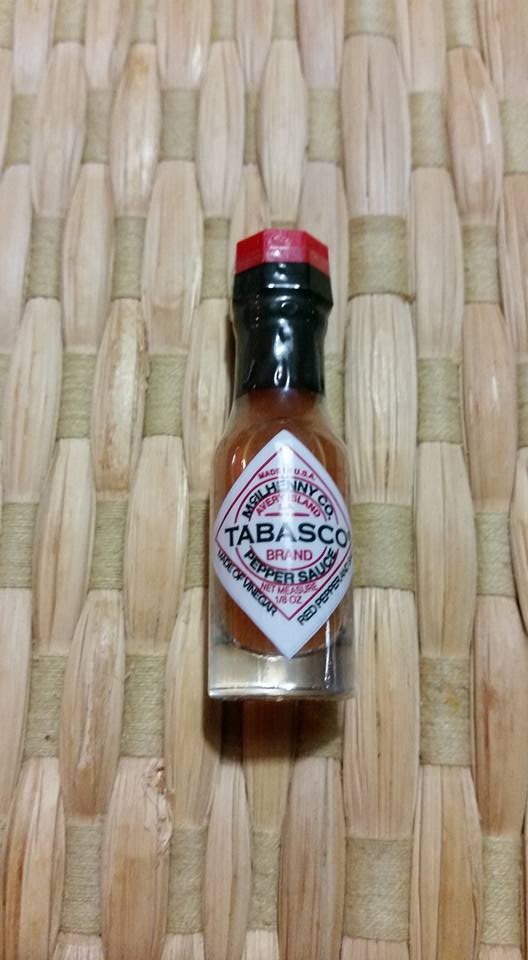 MADE IN U.S.A.
McILHENNY CO.
AVERY ISLAND
LA.
TABASCO
BRAND
PEPPER SAUCE
NET MEASURE
1/8 OZ
MADE OF VINEGAR
RED PEPPER